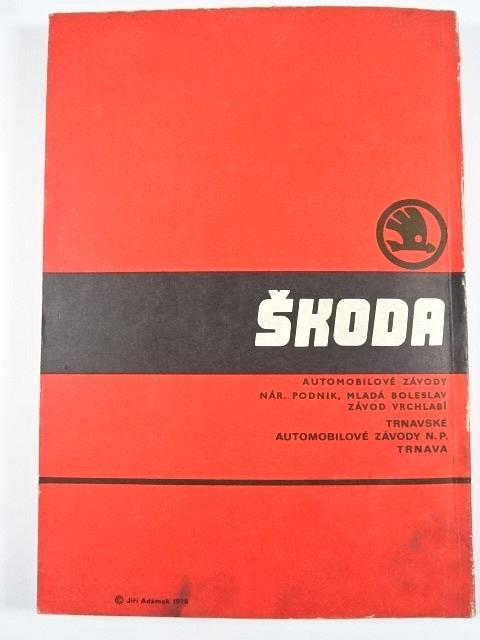 ŠKODA
AUTOMOBILOVÉ ZÁVODY
NÁR. PODNIK, MLADÁ BOLESLAV
ZÁVOD VRCHLABÍ
TRNAVSKÉ
AUTOMOBILOVÉ ZÁVODY N.P.
TRNAVA
© Jiří Adámek 1978